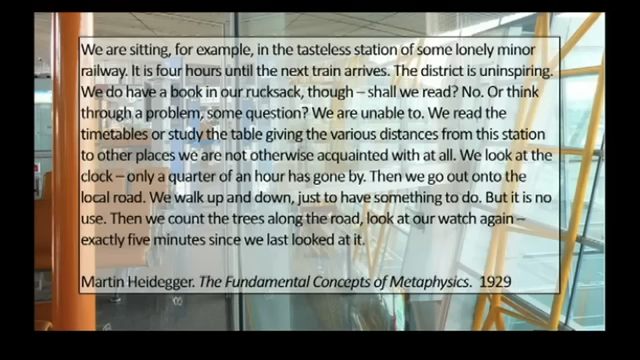 We are sitting, for example, in the tasteless station of some lonely minor
railway. It is four hours until the next train arrives. The district is uninspiring.
We do have a book in our rucksack, though – shall we read? No. Or think
through a problem, some question? We are unable to. We read the
timetables or study the table giving the various distances from this station
to other places we are not otherwise acquainted with at all. We look at the
clock – only a quarter of an hour has gone by. Then we go out onto the
local road. We walk up and down, just to have something to do. But it is no
use. Then we count the trees along the road, look at our watch again –
exactly five minutes since we last looked at it.
Martin Heidegger. The Fundamental Concepts of Metaphysics. 1929